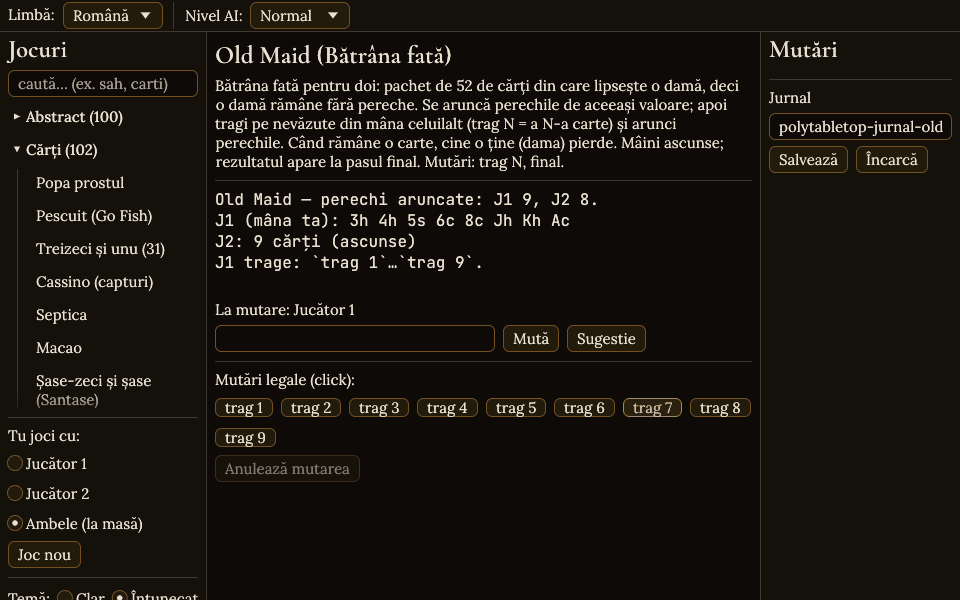 Limbă: Română ▼ Nivel AI: Normal ▼
Jocuri
caută... (ex. sah, carti)
▸ Abstract (100)
▾ Cărți (102)
Popa prostul
Pescuit (Go Fish)
Treizeci și unu (31)
Cassino (capturi)
Septica
Macao
Șase-zeci și șase
(Santase)
Tu joci cu:
Jucător 1
Jucător 2
Ambele (la masă)
Joc nou
Temă: Clar Întunecat
Old Maid (Bătrâna fată)
Bătrâna fată pentru doi: pachet de 52 de cărți din care lipsește o damă, deci
o damă rămâne fără pereche. Se aruncă perechile de aceeași valoare; apoi
tragi pe nevăzute din mâna celuilalt (trag N = a N-a carte) și arunci
perechile. Când rămâne o carte, cine o ține (dama) pierde. Mâini ascunse;
rezultatul apare la pasul final. Mutări: trag N, final.
Old Maid — perechi aruncate: J1 9, J2 8.
J1 (mâna ta): 3h 4h 5s 6c 8c Jh Kh Ac
J2: 9 cărți (ascunse)
J1 trage: `trag 1`…`trag 9`.
La mutare: Jucător 1
Mută Sugestie
Mutări legale (click):
trag 1 trag 2 trag 3 trag 4 trag 5 trag 6 trag 7 trag 8
trag 9
Anulează mutarea
Mutări
Jurnal
polytabletop-jurnal-old
Salvează Încarcă